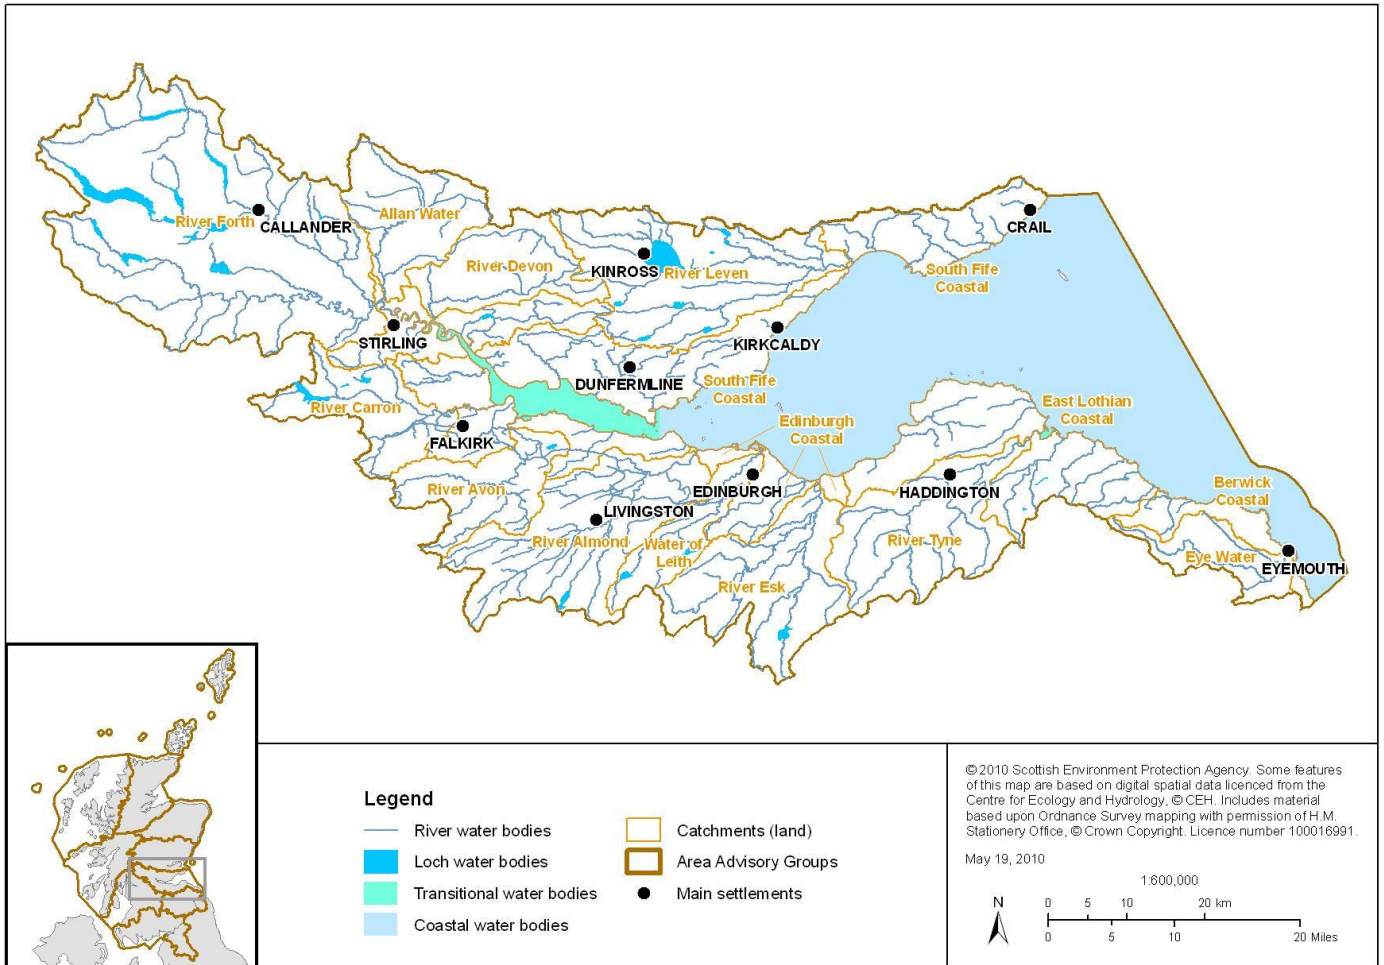 River Forth
CALLANDER
Allan Water
River Devon
KINROSS
River Leven
CRAIL
South Fife
Coastal
STIRLING
KIRKCALDY
DUNFERMLINE
South Fife
Coastal
River Carron
FALKIRK
Edinburgh
Coastal
East Lothian
Coastal
River Avon
EDINBURGH
HADDINGTON
Berwick
Coastal
LIVINGSTON
River Almond
Water of
Leith
River Tyne
Eye Water
EYEMOUTH
River Esk
Legend
River water bodies
Loch water bodies
Transitional water bodies
Coastal water bodies
Catchments (land)
Area Advisory Groups
Main settlements
© 2010 Scottish Environment Protection Agency. Some features
of this map are based on digital spatial data licenced from the
Centre for Ecology and Hydrology, © CEH. Includes material
based upon Ordnance Survey mapping with permission of H.M.
Stationery Office, © Crown Copyright. Licence number 100016991.
May 19, 2010
1:600,000
N
0 5 10 20 km
0 5 10 20 Miles